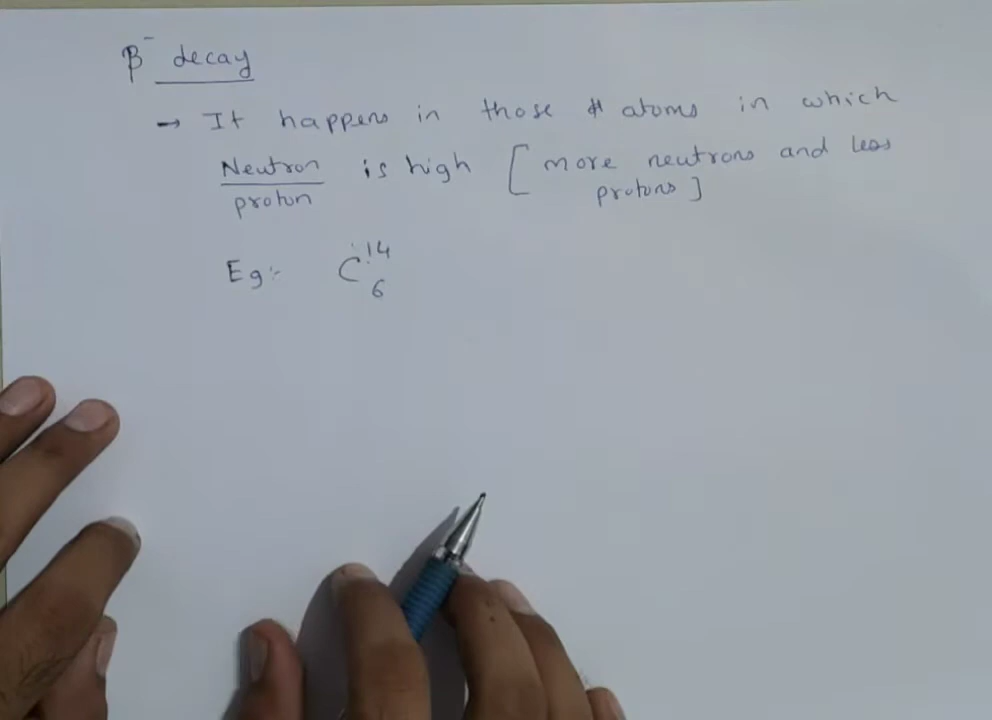 β⁻ decay
→ It happens in those atoms in which
Neutron/proton is high [more neutrons and less
protons]
Eg:- C¹⁴₆